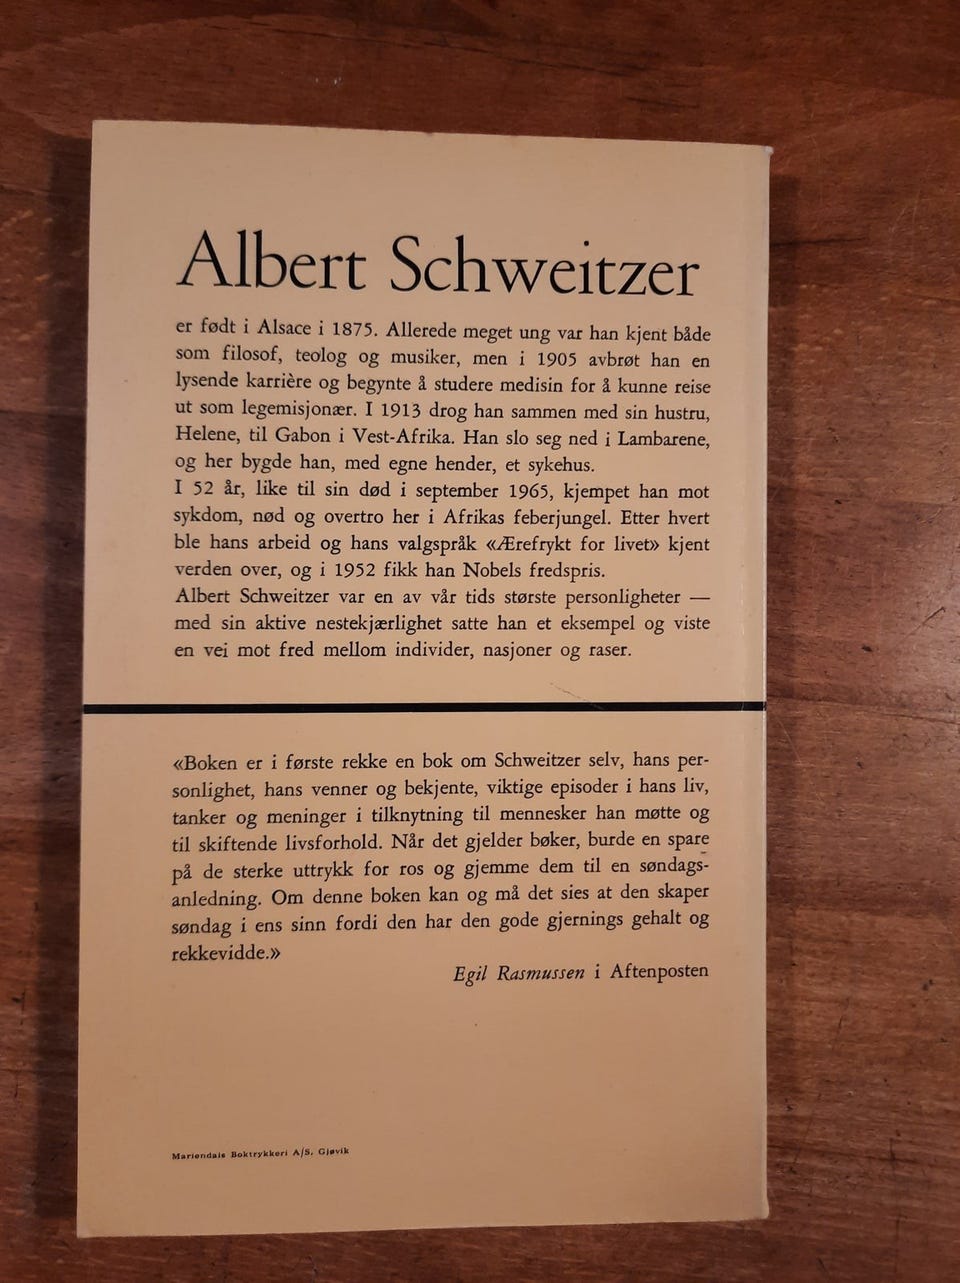 Albert Schweitzer
er født i Alsace i 1875. Allerede meget ung var han kjent både
som filosof, teolog og musiker, men i 1905 avbrøt han en
lysende karrière og begynte å studere medisin for å kunne reise
ut som legemisjonær. I 1913 drog han sammen med sin hustru,
Helene, til Gabon i Vest-Afrika. Han slo seg ned i Lambarene,
og her bygde han, med egne hender, et sykehus.
I 52 år, like til sin død i september 1965, kjempet han mot
sykdom, nød og overtro her i Afrikas feberjungel. Etter hvert
ble hans arbeid og hans valgspråk «Ærefrykt for livet» kjent
verden over, og i 1952 fikk han Nobels fredspris.
Albert Schweitzer var en av vår tids største personligheter —
med sin aktive nestekjærlighet satte han et eksempel og viste
en vei mot fred mellom individer, nasjoner og raser.
«Boken er i første rekke en bok om Schweitzer selv, hans per-
sonlighet, hans venner og bekjente, viktige episoder i hans liv,
tanker og meninger i tilknytning til mennesker han møtte og
til skiftende livsforhold. Når det gjelder bøker, burde en spare
på de sterke uttrykk for ros og gjemme dem til en søndags-
anledning. Om denne boken kan og må det sies at den skaper
søndag i ens sinn fordi den har den gode gjernings gehalt og
rekkevidde.»
Egil Rasmussen i Aftenposten
Mariendals Boktrykkeri A/S, Gjøvik